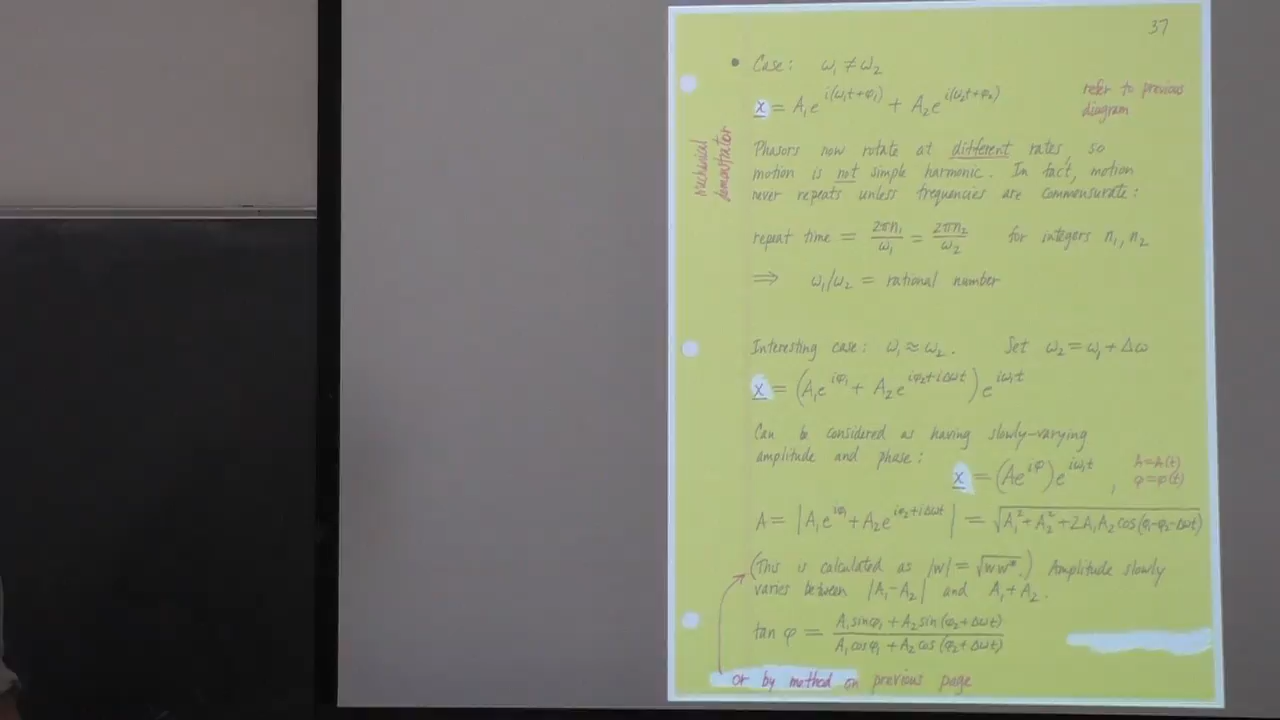 37
• Case: ω₁ ≠ ω₂
x = A₁e^{i(ω₁t+φ₁)} + A₂e^{i(ω₂t+φ₂)}
refer to previous
diagram
Mechanical
demonstrator
Phasors now rotate at different rates, so
motion is not simple harmonic. In fact, motion
never repeats unless frequencies are commensurate:
repeat time = 2πn₁/ω₁ = 2πn₂/ω₂ for integers n₁, n₂
⟹ ω₁/ω₂ = rational number
Interesting case: ω₁ ≈ ω₂. Set ω₂ = ω₁ + Δω
x = (A₁e^{iφ₁} + A₂e^{iφ₂+iΔωt}) e^{iω₁t}
Can be considered as having slowly-varying
amplitude and phase:
x = (Ae^{iφ}) e^{iω₁t}, A=A(t)
φ=φ(t)
A = |A₁e^{iφ₁} + A₂e^{iφ₂+iΔωt}| = √(A₁² + A₂² + 2A₁A₂cos(φ₁-φ₂-Δωt))
(This is calculated as |w| = √(ww*).) Amplitude slowly
varies between |A₁-A₂| and A₁+A₂.
tan φ = (A₁sinφ₁ + A₂sin(φ₂+Δωt))/(A₁cosφ₁ + A₂cos(φ₂+Δωt))
or by method on previous page